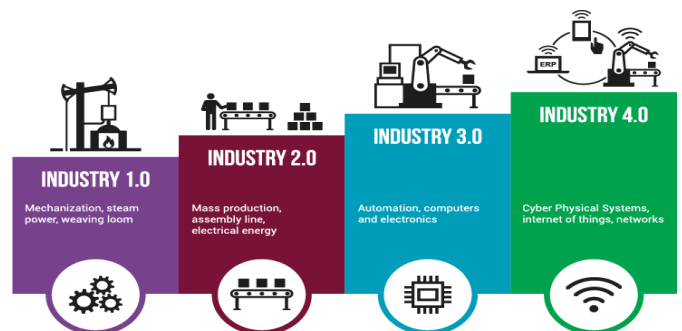 ERP
INDUSTRY 1.0
Mechanization, steam
power, weaving loom
INDUSTRY 2.0
Mass production,
assembly line,
electrical energy
INDUSTRY 3.0
Automation, computers
and electronics
INDUSTRY 4.0
Cyber Physical Systems,
internet of things, networks